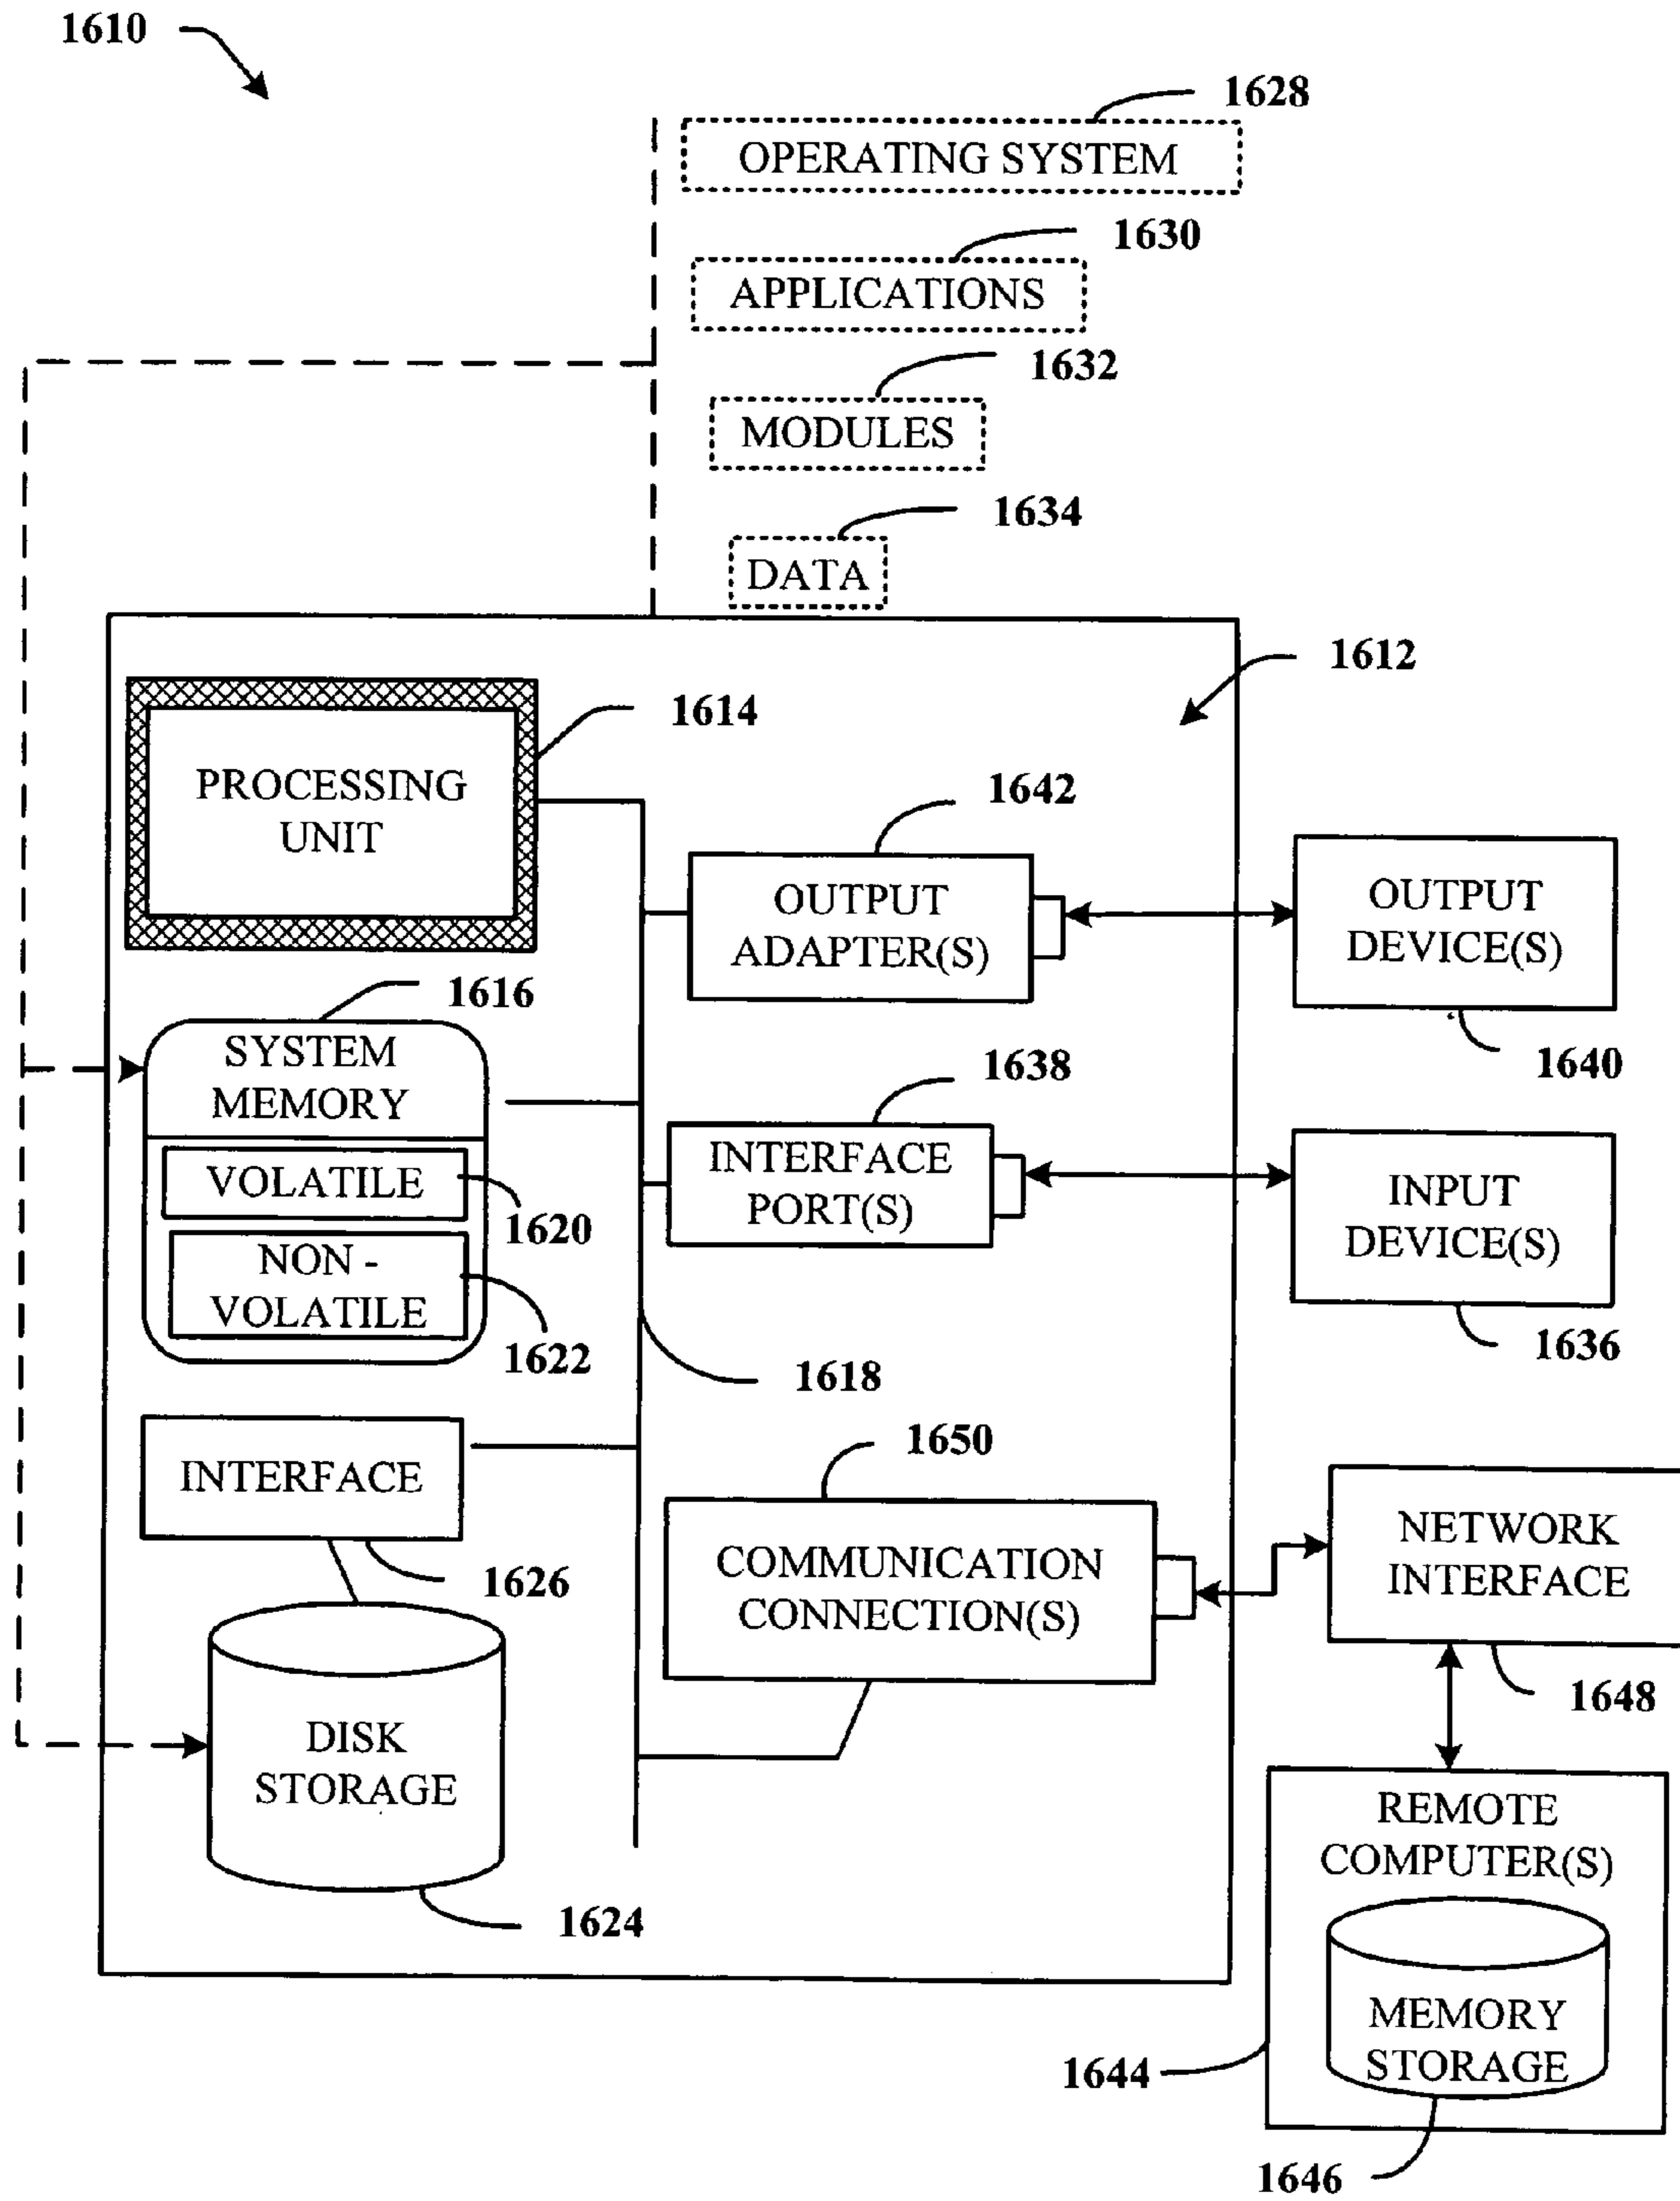 1610
1628
OPERATING SYSTEM
1630
APPLICATIONS
1632
MODULES
1634
DATA
1612
1614
PROCESSING
UNIT
1642
OUTPUT
ADAPTER(S)
OUTPUT
DEVICE(S)
1640
1616
SYSTEM
MEMORY
VOLATILE
1620
NON -
VOLATILE
1622
1638
INTERFACE
PORT(S)
INPUT
DEVICE(S)
1636
1618
INTERFACE
1626
1650
COMMUNICATION
CONNECTION(S)
NETWORK
INTERFACE
1648
DISK
STORAGE
1624
REMOTE
COMPUTER(S)
MEMORY
STORAGE
1644
1646